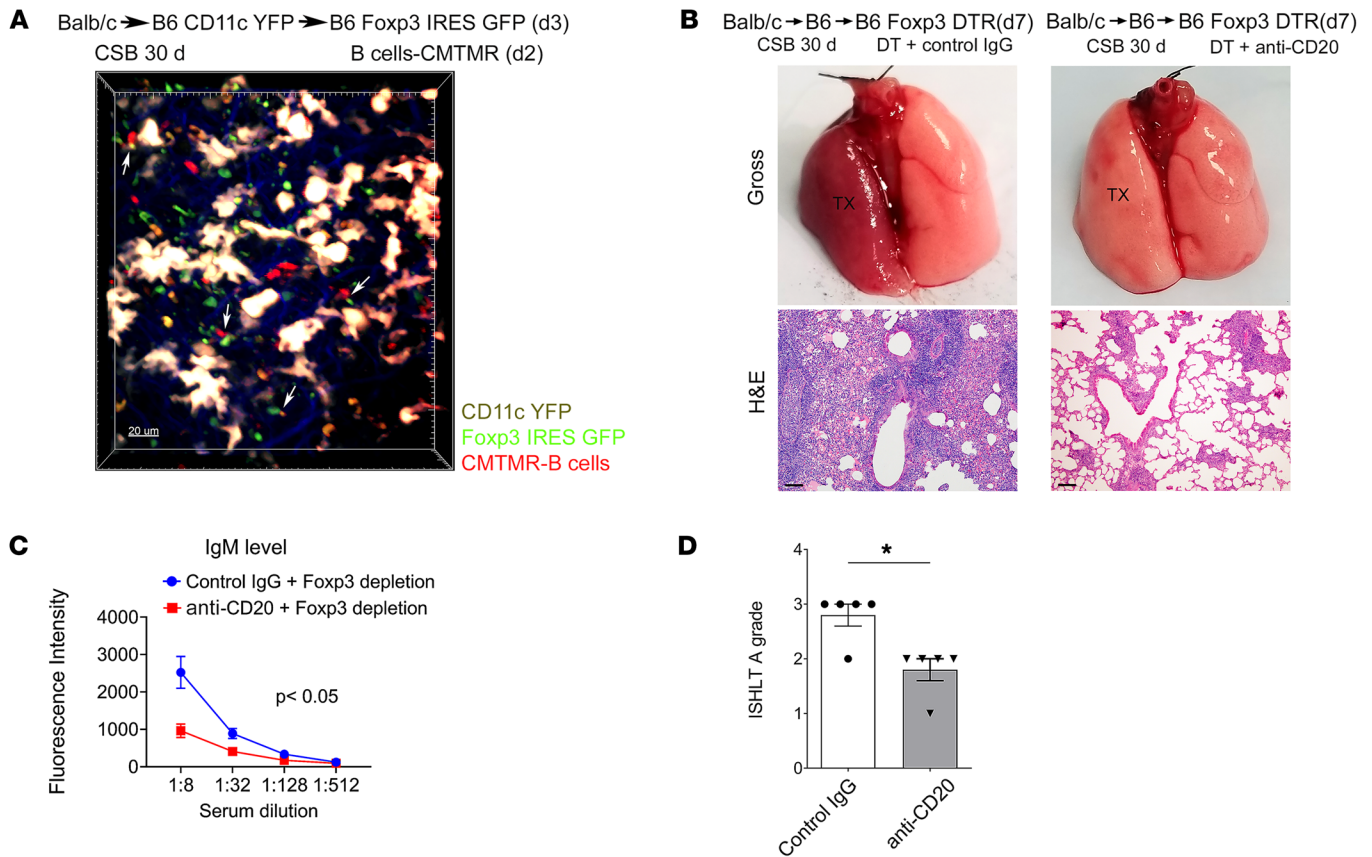 A
Balb/c → B6 CD11c YFP → B6 Foxp3 IRES GFP (d3)
CSB 30 d B cells-CMTMR (d2)
20 um
CD11c YFP
Foxp3 IRES GFP
CMTMR-B cells
B
Balb/c → B6 → B6 Foxp3 DTR(d7)
CSB 30 d DT + control IgG
Balb/c → B6 → B6 Foxp3 DTR(d7)
CSB 30 d DT + anti-CD20
Gross
TX
TX
H&E
C
IgM level
Control IgG + Foxp3 depletion
anti-CD20 + Foxp3 depletion
Fluorescence Intensity
4000
3000
2000
1000
0
p< 0.05
1:8 1:32 1:128 1:512
Serum dilution
D
ISHLT A grade
4
3
2
1
0
*
Control IgG
anti-CD20